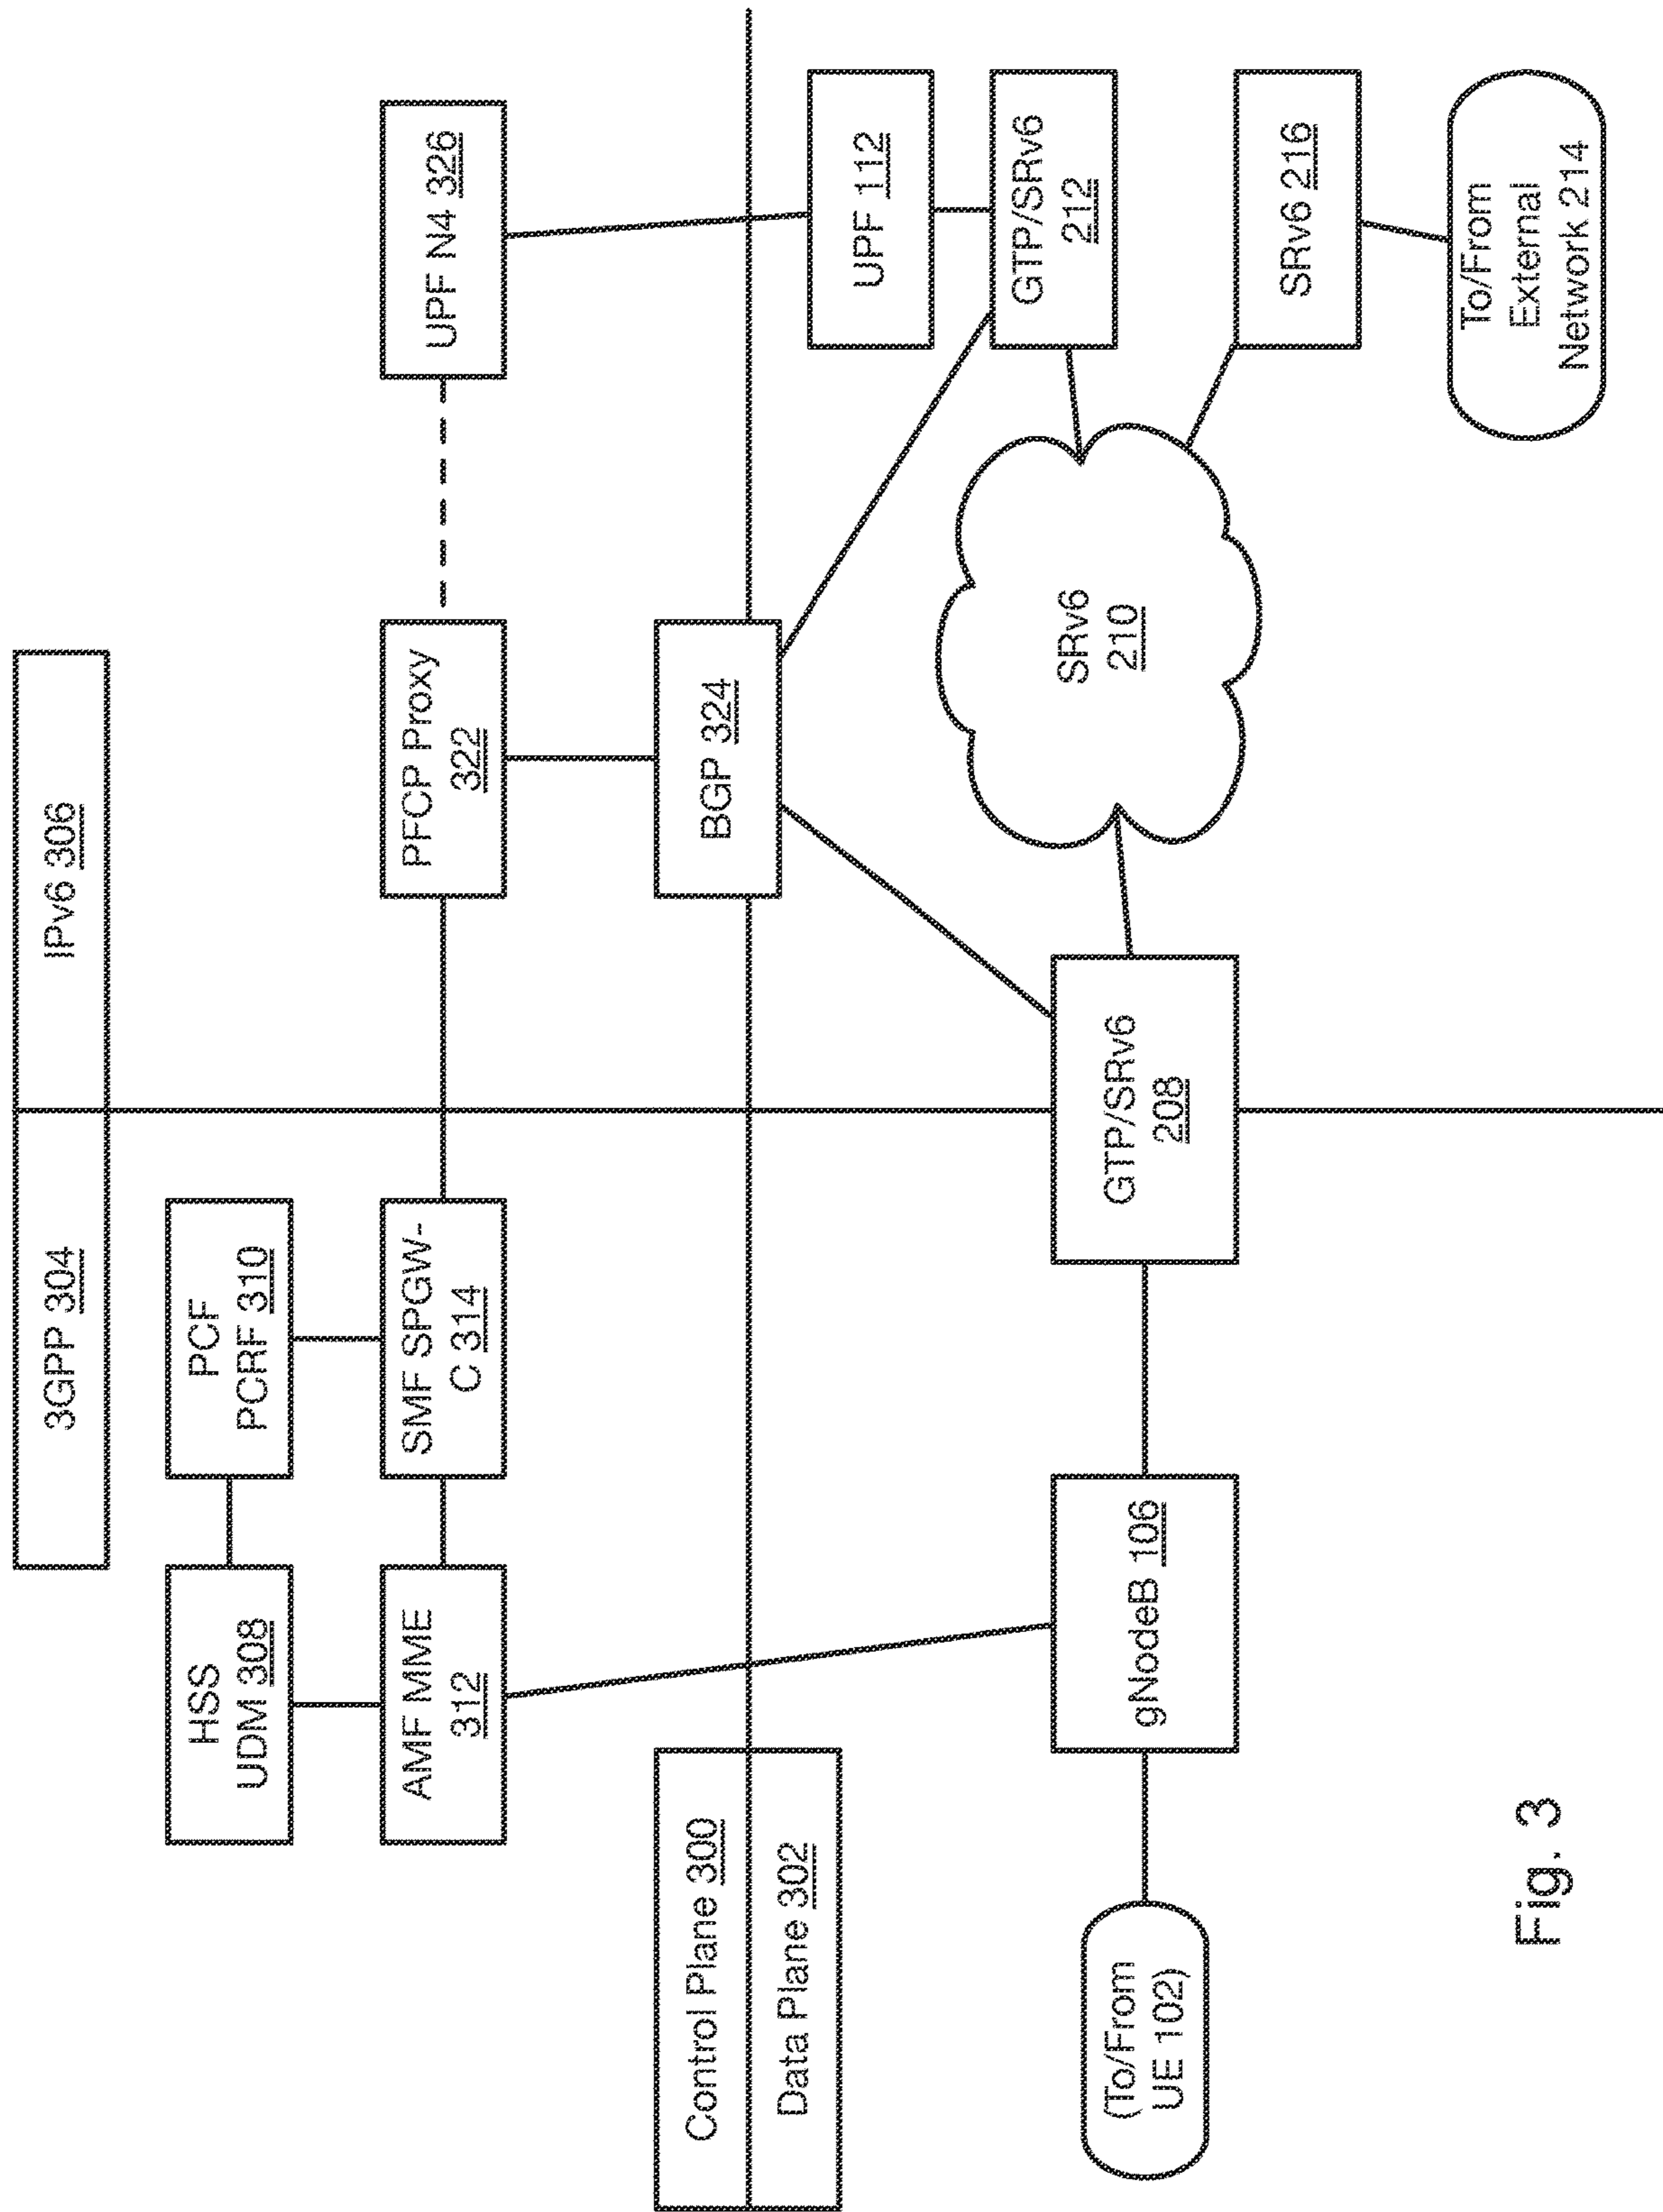 3GPP 304
IPv6 306
HSS
UDM 308
PCF
PCRF 310
AMF MME
312
SMF SPGW-
C 314
PFCP Proxy
322
UPF N4 326
Control Plane 300
Data Plane 302
BGP 324
UPF 112
GTP/SRv6
212
(To/From
UE 102)
gNodeB 106
GTP/SRv6
208
SRv6
210
SRv6 216
To/From
External
Network 214
Fig. 3